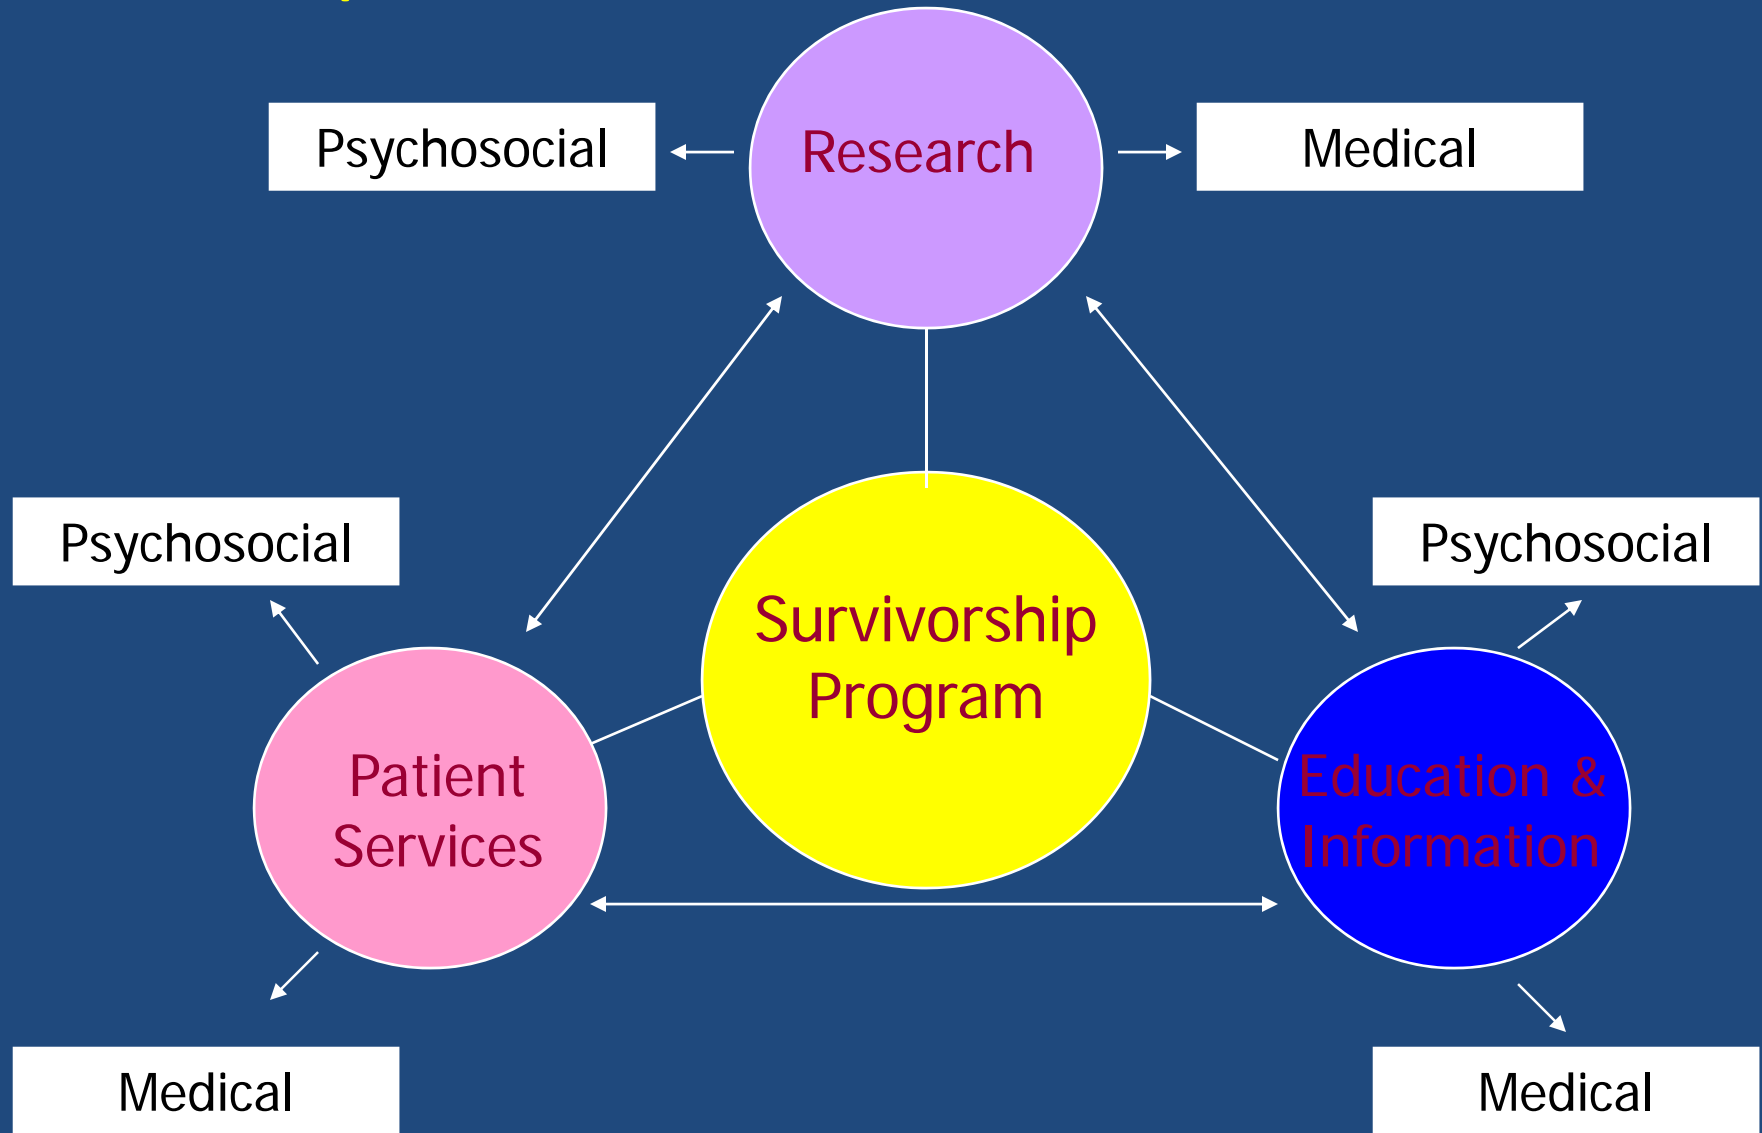 Psychosocial
Research
Medical
Psychosocial
Psychosocial
Survivorship
Program
Patient
Services
Education &
Information
Medical
Medical